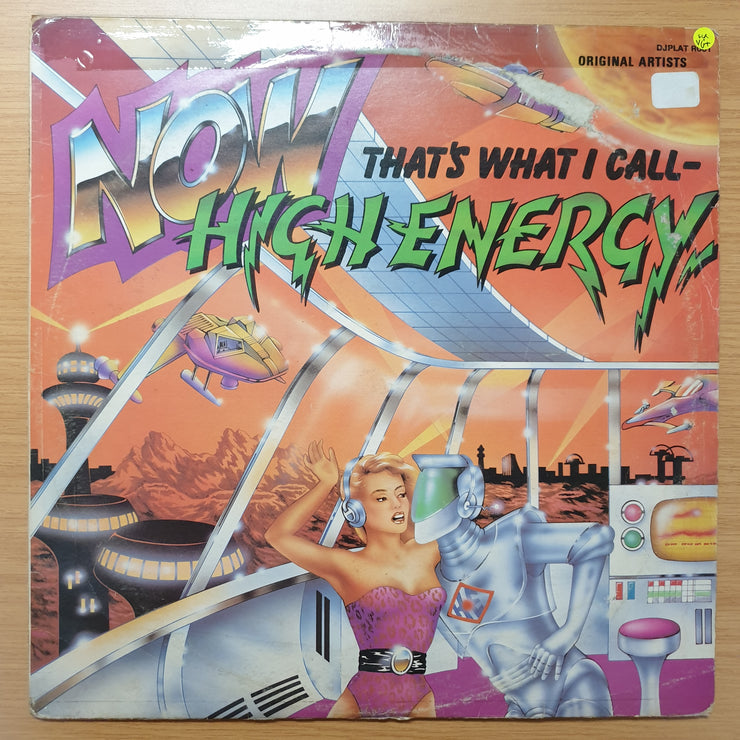 DJPLAT
ORIGINAL ARTISTS
NOW
THAT'S WHAT I CALL-
HIGH ENERGY